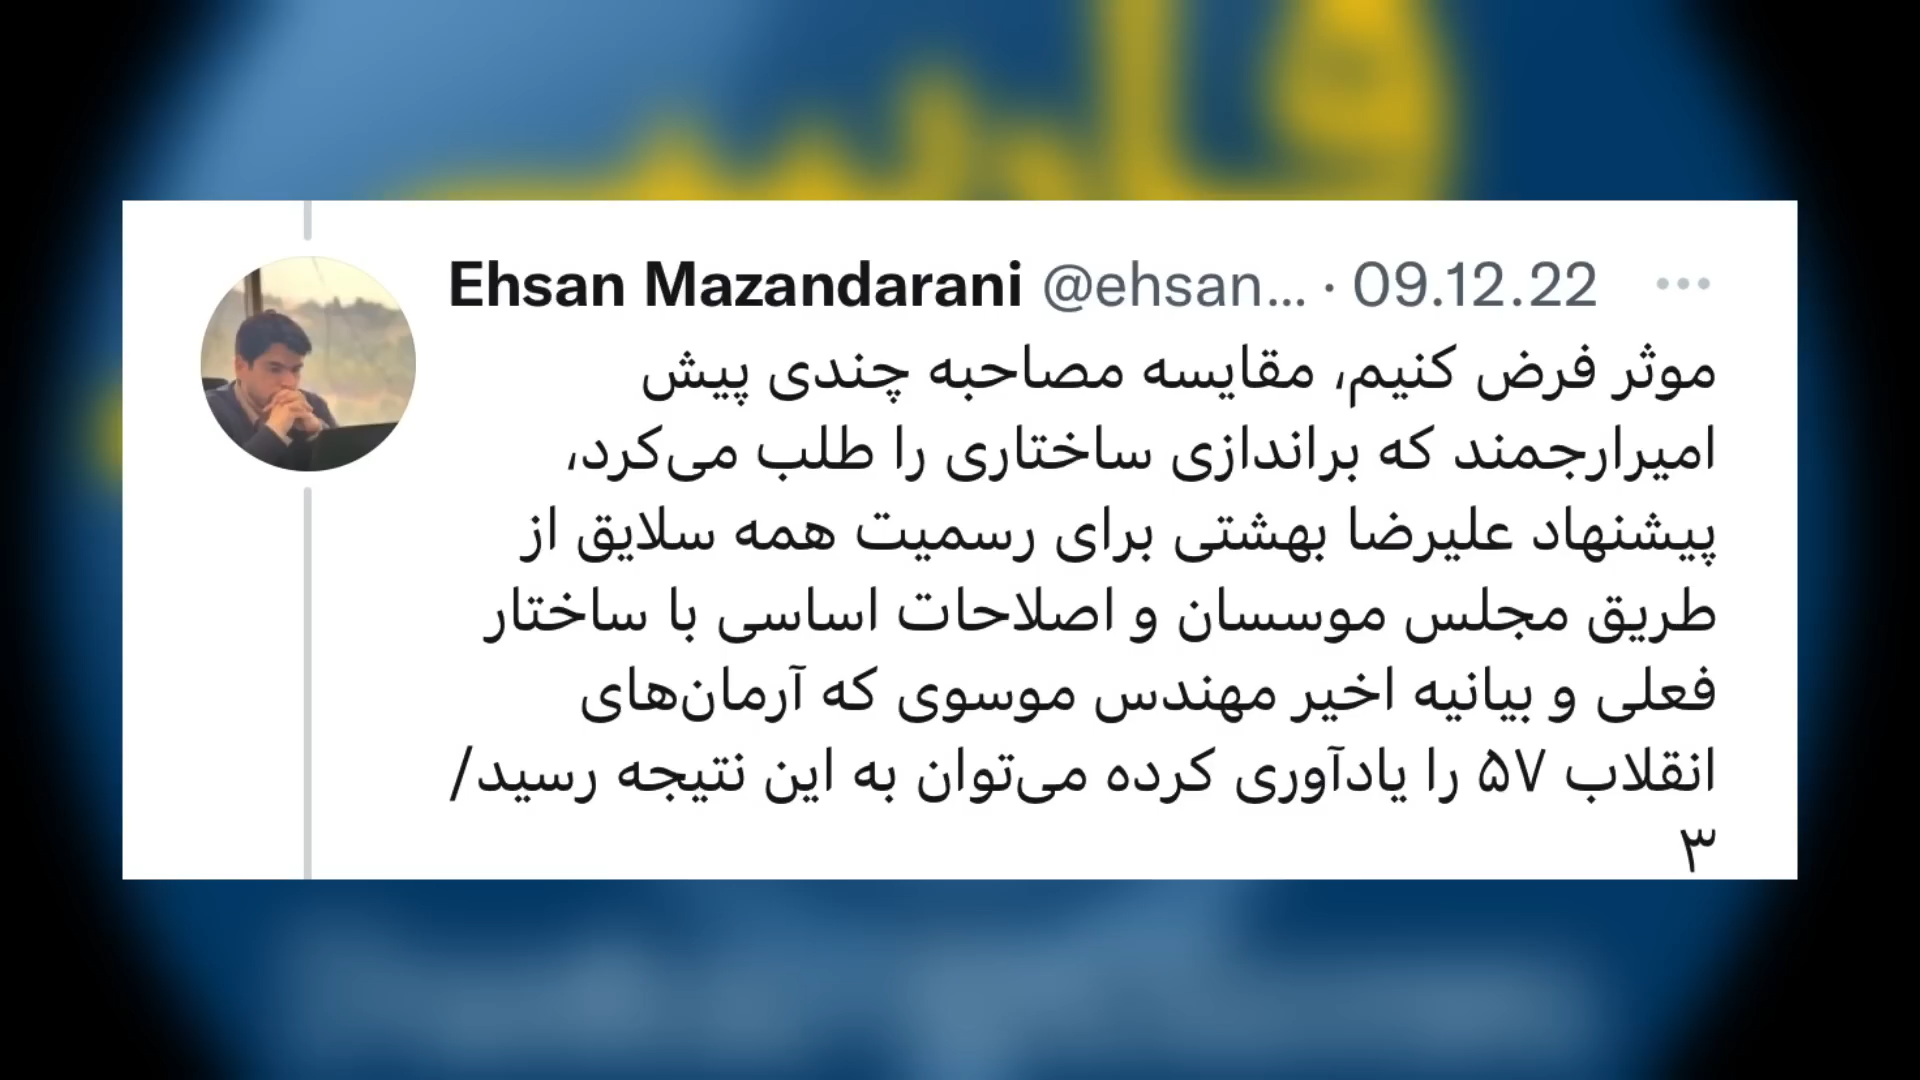 Ehsan Mazandarani @ehsan... · 09.12.22
موثر فرض کنیم، مقایسه مصاحبه چندی پیش
امیرارجمند که براندازی ساختاری را طلب می‌کرد،
پیشنهاد علیرضا بهشتی برای رسمیت همه سلایق از
طریق مجلس موسسان و اصلاحات اساسی با ساختار
فعلی و بیانیه اخیر مهندس موسوی که آرمان‌های
انقلاب ۵۷ را یادآوری کرده می‌توان به این نتیجه رسید/
۳